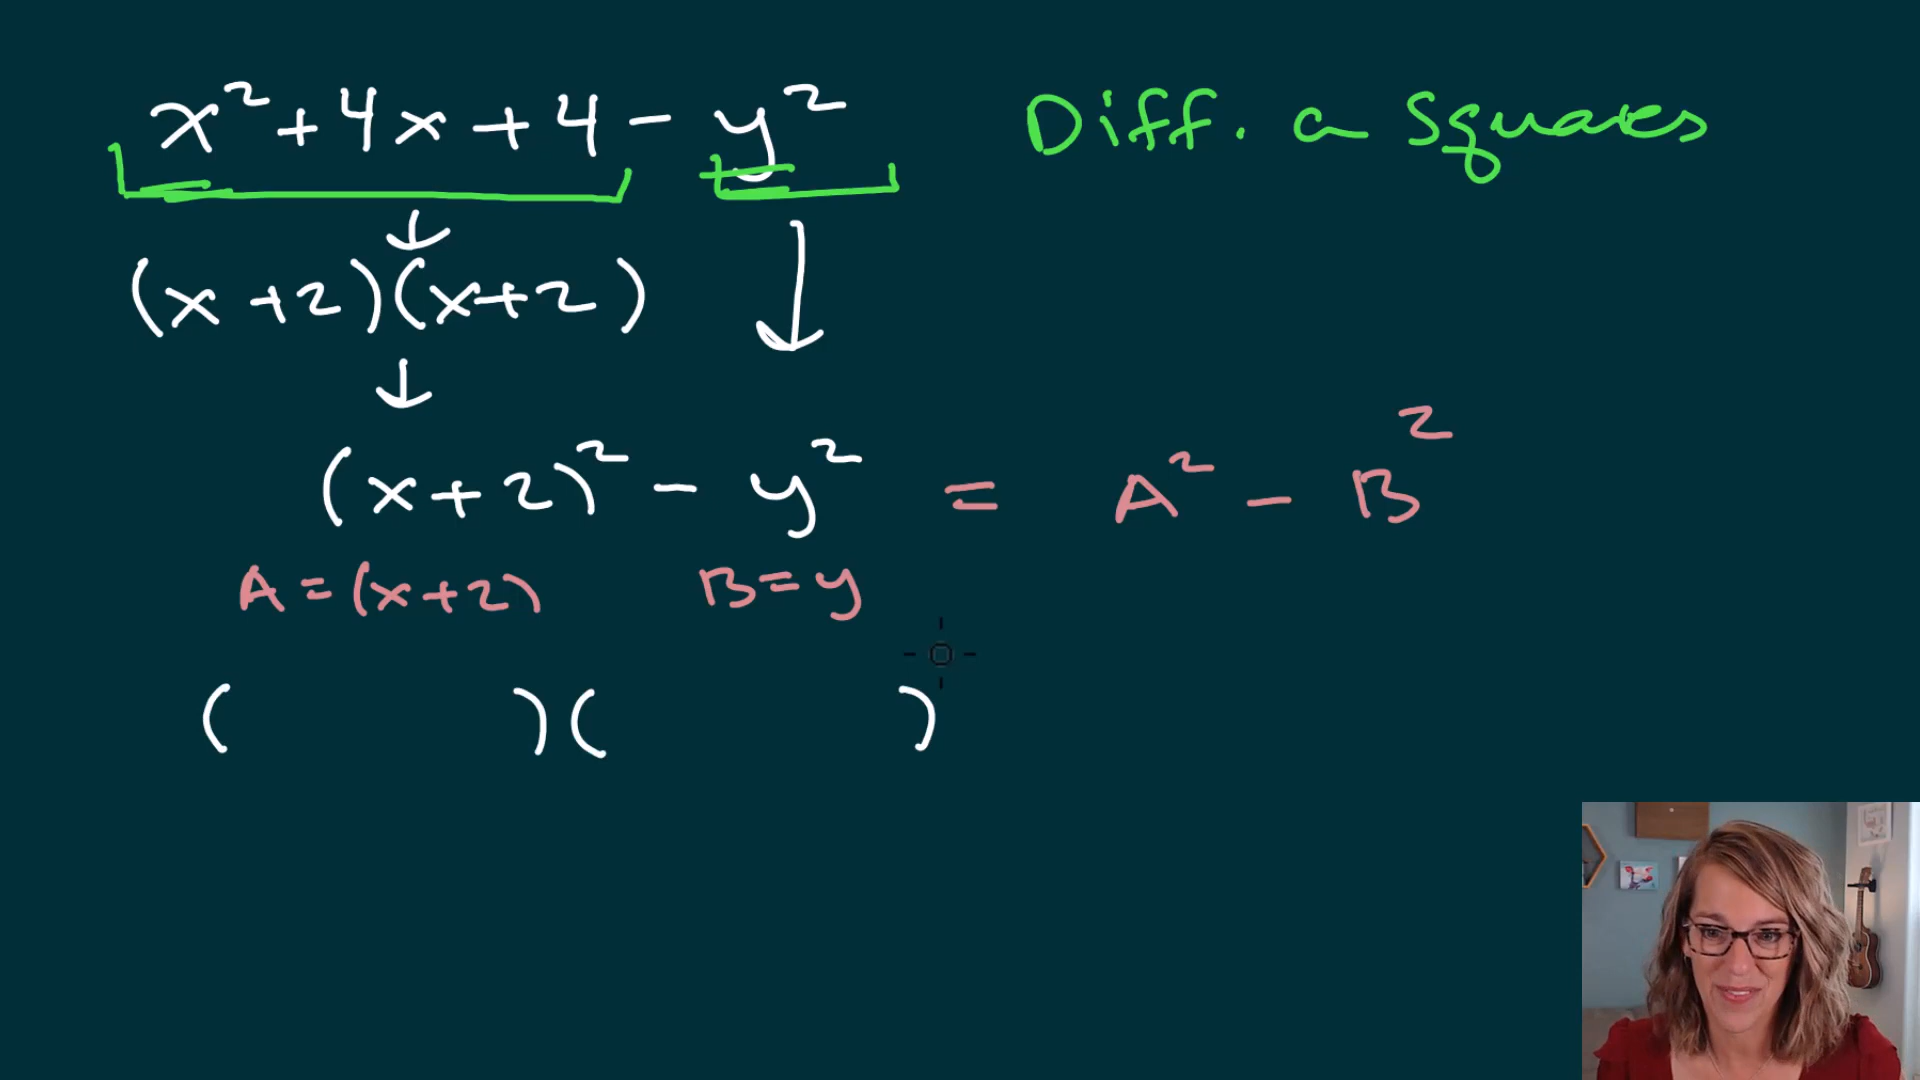 x² + 4x + 4 - y² Diff. a Squares
(x + 2)(x + 2)
(x + 2)² - y² = A² - B²
A = (x + 2) B = y
( )( )